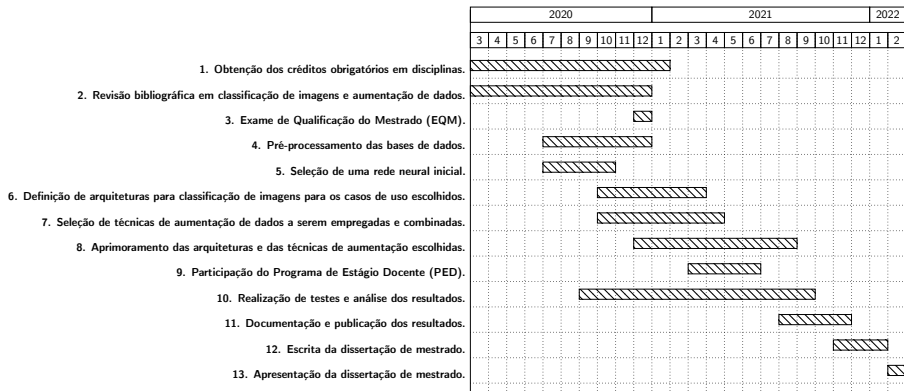 2020 2021 2022
3 4 5 6 7 8 9 10 11 12 1 2 3 4 5 6 7 8 9 10 11 12 1 2
1. Obtenção dos créditos obrigatórios em disciplinas.
2. Revisão bibliográfica em classificação de imagens e aumentação de dados.
3. Exame de Qualificação do Mestrado (EQM).
4. Pré-processamento das bases de dados.
5. Seleção de uma rede neural inicial.
6. Definição de arquiteturas para classificação de imagens para os casos de uso escolhidos.
7. Seleção de técnicas de aumentação de dados a serem empregadas e combinadas.
8. Aprimoramento das arquiteturas e das técnicas de aumentação escolhidas.
9. Participação do Programa de Estágio Docente (PED).
10. Realização de testes e análise dos resultados.
11. Documentação e publicação dos resultados.
12. Escrita da dissertação de mestrado.
13. Apresentação da dissertação de mestrado.